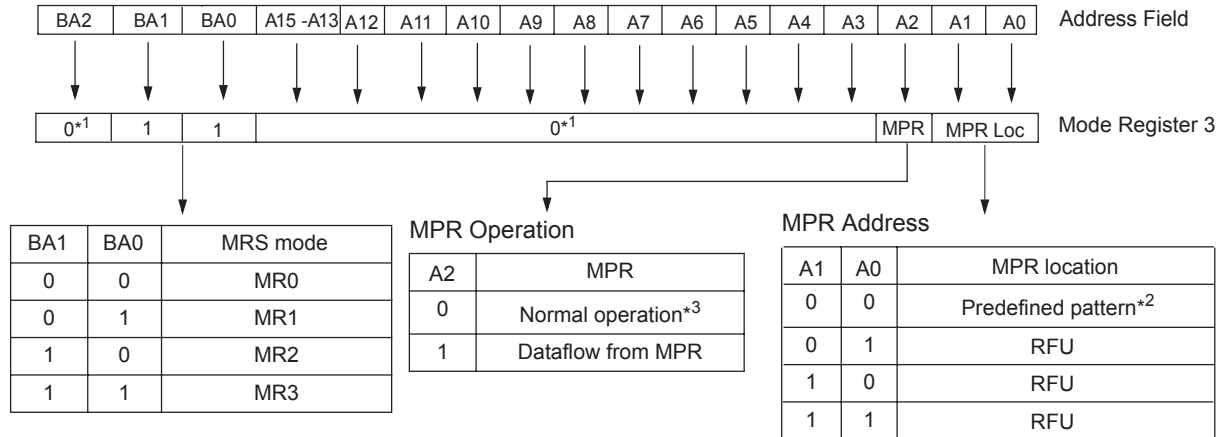 BA2 BA1 BA0 A15 -A13 A12 A11 A10 A9 A8 A7 A6 A5 A4 A3 A2 A1 A0 Address Field
0*1 1 1 0*1 MPR MPR Loc Mode Register 3
BA1 BA0 MRS mode
0 0 MR0
0 1 MR1
1 0 MR2
1 1 MR3
MPR Operation
A2 MPR
0 Normal operation*3
1 Dataflow from MPR
MPR Address
A1 A0 MPR location
0 0 Predefined pattern*2
0 1 RFU
1 0 RFU
1 1 RFU